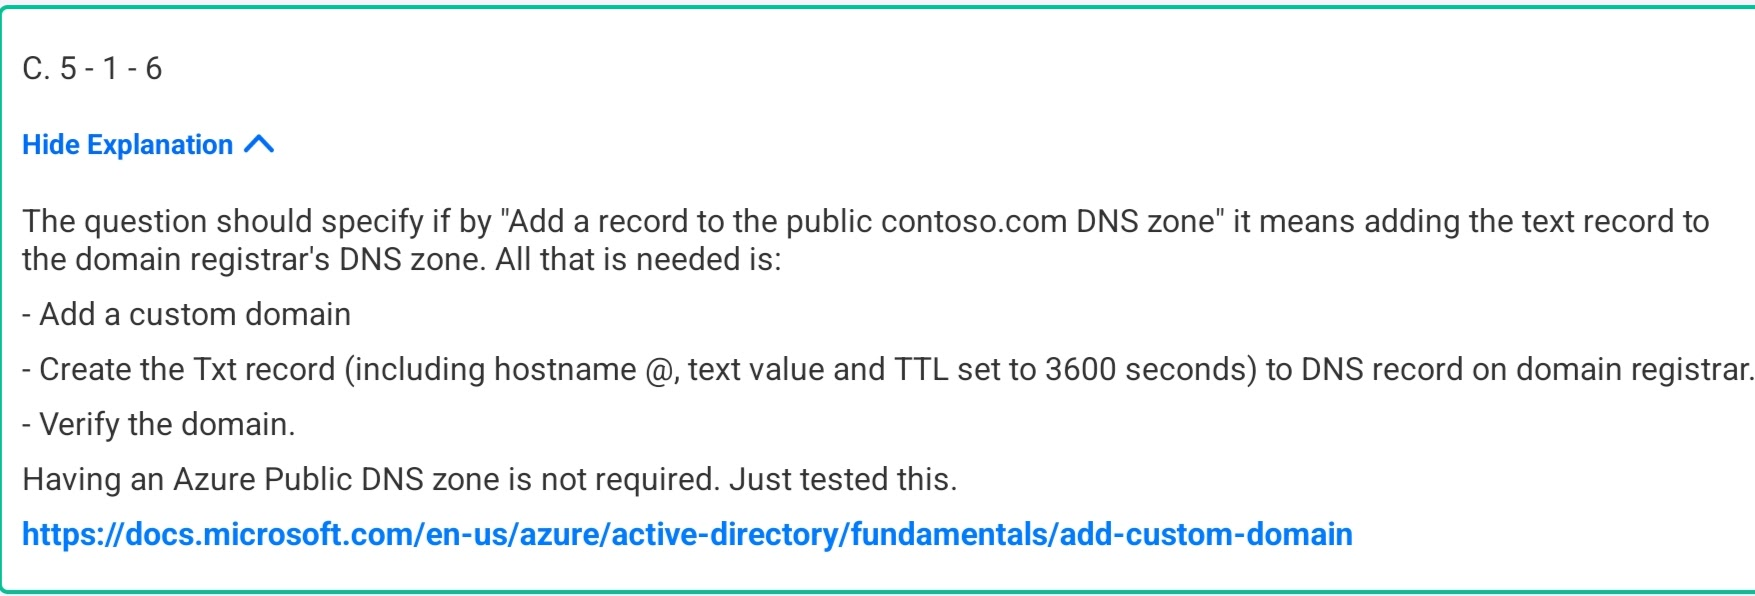 C. 5 - 1 - 6
Hide Explanation
The question should specify if by "Add a record to the public contoso.com DNS zone" it means adding the text record to
the domain registrar's DNS zone. All that is needed is:
- Add a custom domain
- Create the Txt record (including hostname @, text value and TTL set to 3600 seconds) to DNS record on domain registrar.
- Verify the domain.
Having an Azure Public DNS zone is not required. Just tested this.
https://docs.microsoft.com/en-us/azure/active-directory/fundamentals/add-custom-domain